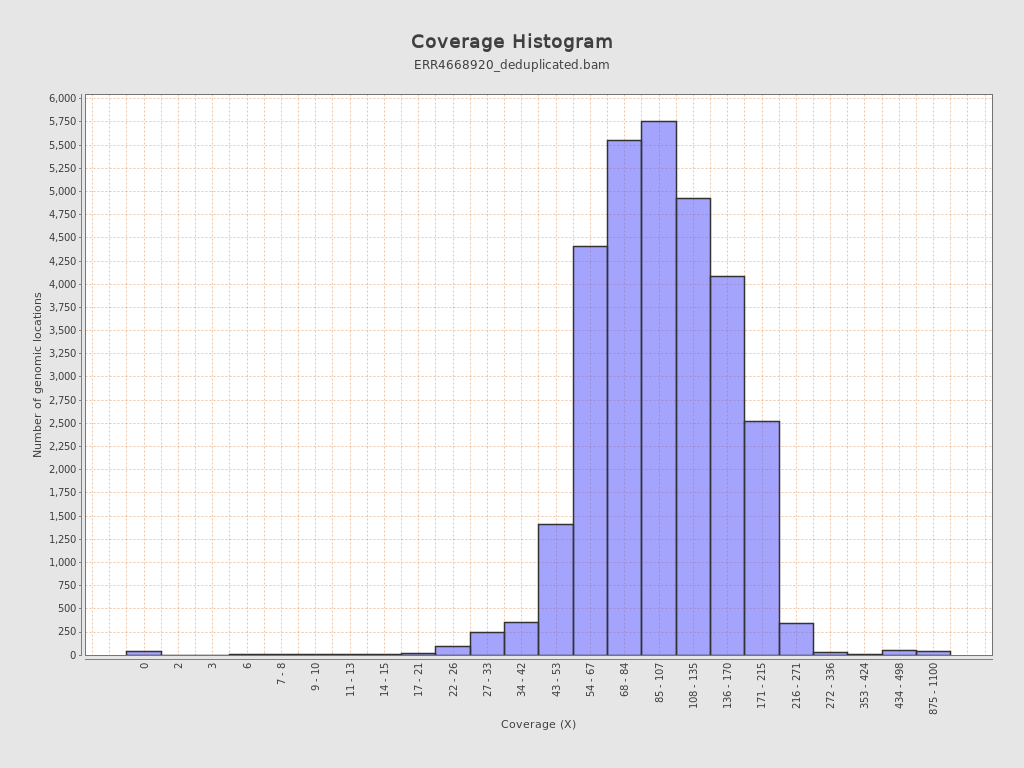 Coverage Histogram
ERR4668920_deduplicated.bam
Number of genomic locations
6,000
5,750
5,500
5,250
5,000
4,750
4,500
4,250
4,000
3,750
3,500
3,250
3,000
2,750
2,500
2,250
2,000
1,750
1,500
1,250
1,000
750
500
250
0
0
2
3
6
7 - 8
9 - 10
11 - 13
14 - 15
17 - 21
22 - 26
27 - 33
34 - 42
43 - 53
54 - 67
68 - 84
85 - 107
108 - 135
136 - 170
171 - 215
216 - 271
272 - 336
353 - 424
434 - 498
875 - 1100
Coverage (X)